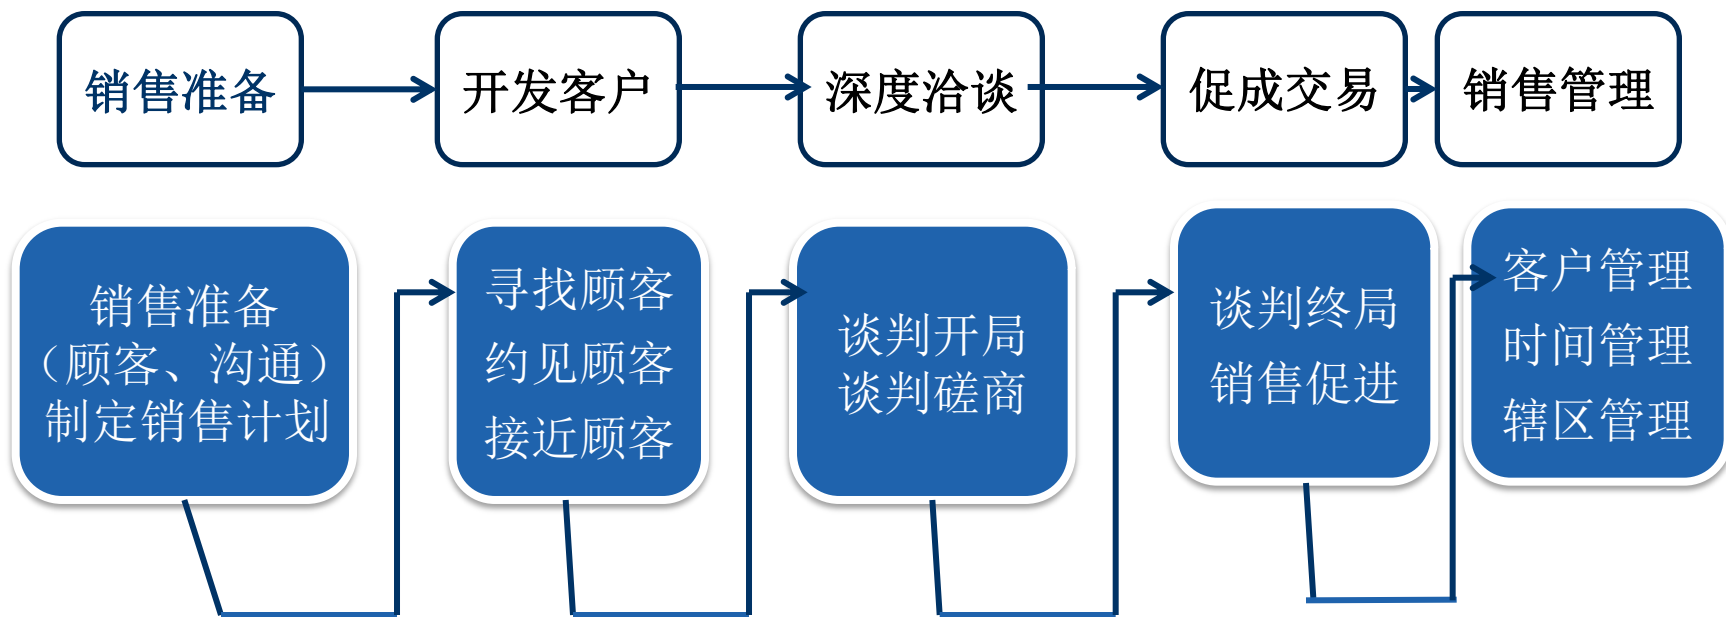 销售准备
开发客户
深度洽谈
促成交易
销售管理
销售准备
（顾客、沟通）
制定销售计划
寻找顾客
约见顾客
接近顾客
谈判开局
谈判磋商
谈判终局
销售促进
客户管理
时间管理
辖区管理